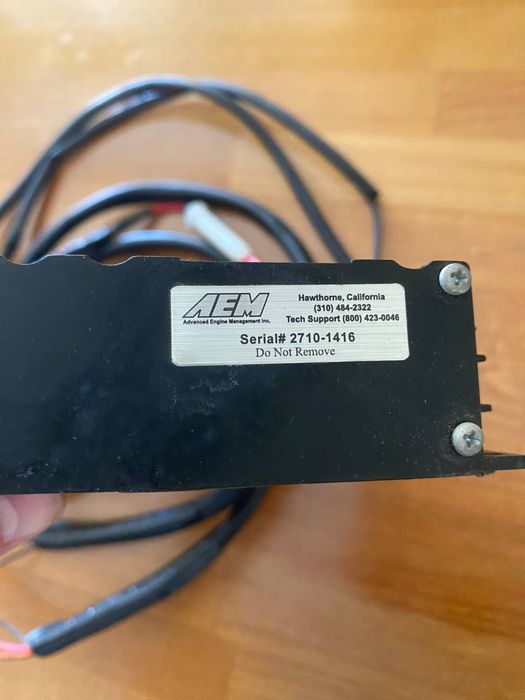 AEM
Advanced Engine Management Inc.
Hawthorne, California
(310) 484-2322
Tech Support (800) 423-0046
Serial# 2710-1416
Do Not Remove